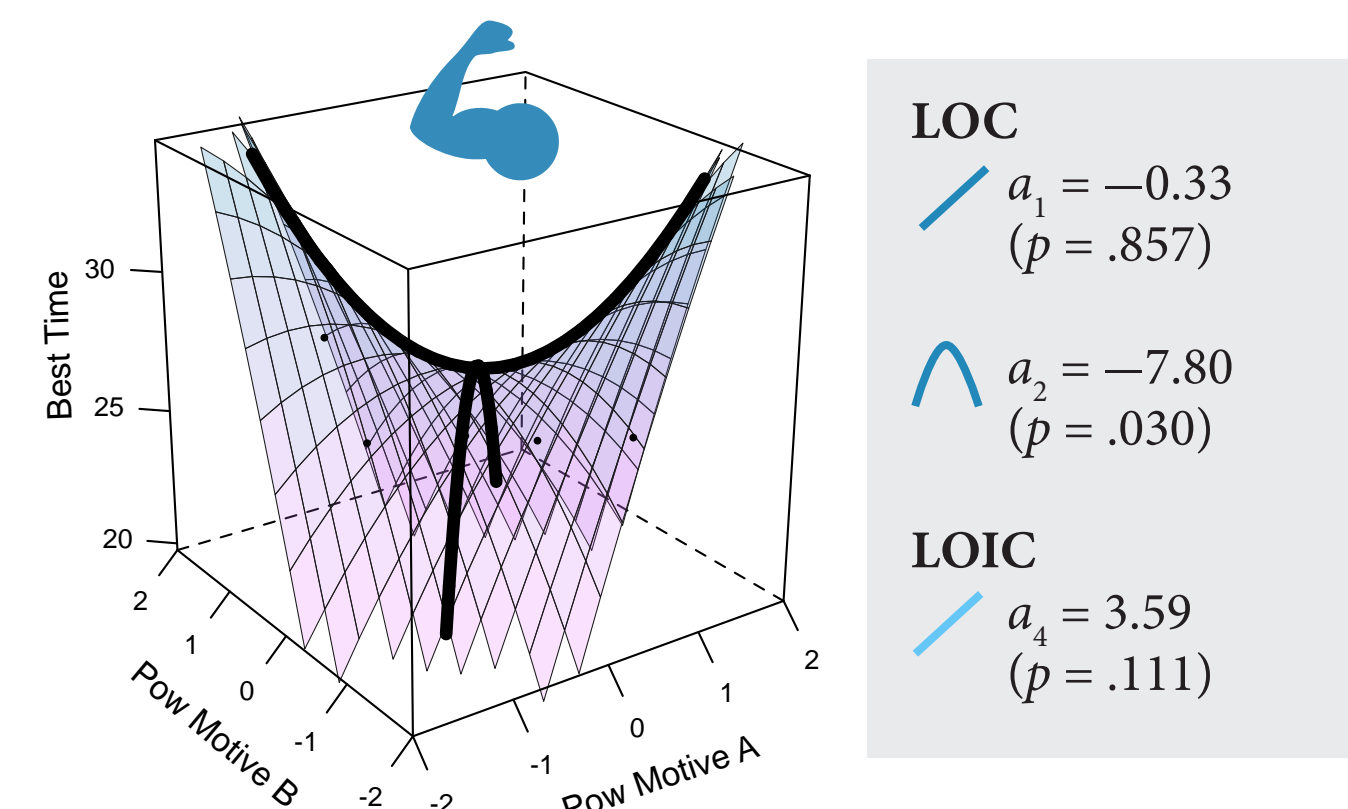 LOC
a1 = —0.33
(p = .857)
a2 = —7.80
(p = .030)
LOIC
a4 = 3.59
(p = .111)
Best Time
30
25
20
2
1
0
-1
-2
Pow Motive B
-2
-1
0
1
2
Pow Motive A